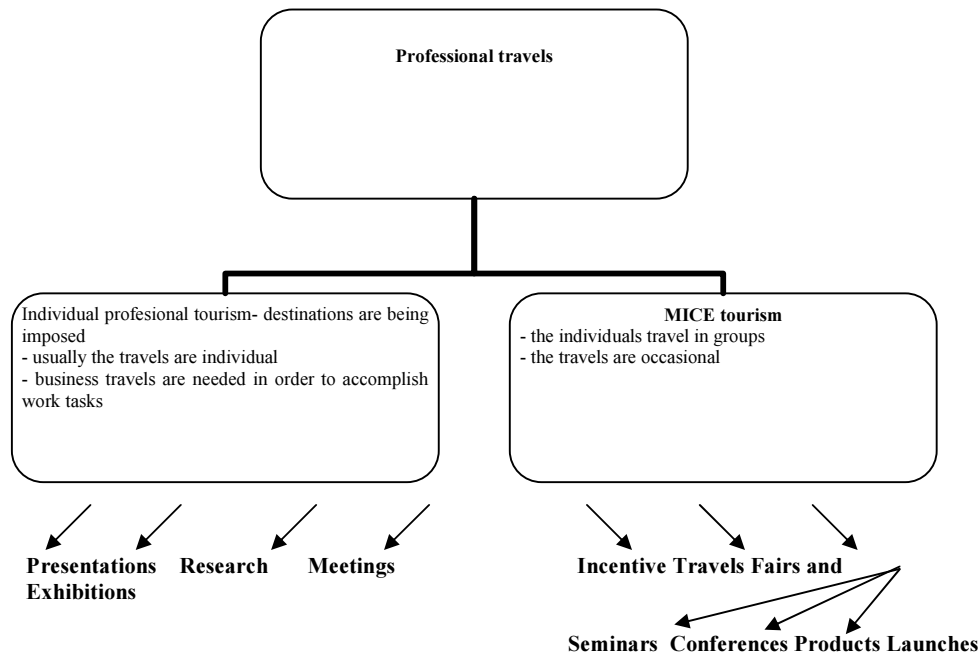 Professional travels
Individual profesional tourism- destinations are being
imposed
- usually the travels are individual
- business travels are needed in order to accomplish
work tasks
MICE tourism
- the individuals travel in groups
- the travels are occasional
Presentations Research Meetings Incentive Travels Fairs and
Exhibitions
Seminars Conferences Products Launches